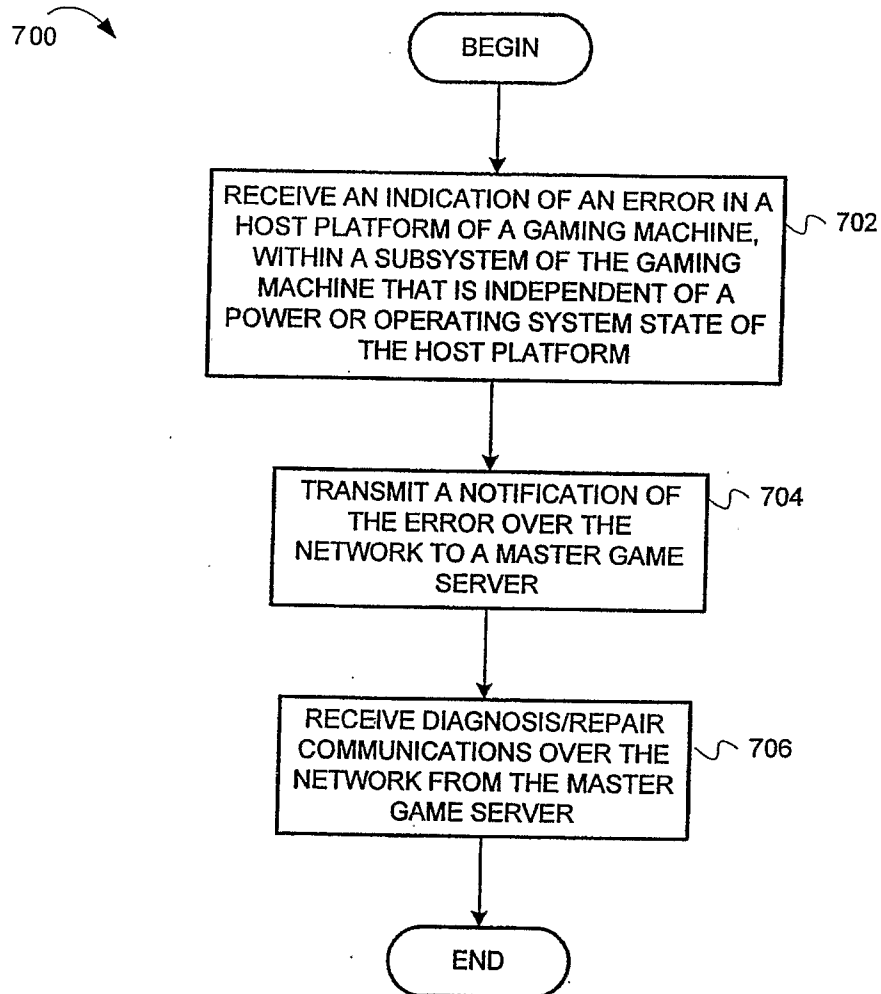 700
BEGIN
RECEIVE AN INDICATION OF AN ERROR IN A
HOST PLATFORM OF A GAMING MACHINE,
WITHIN A SUBSYSTEM OF THE GAMING
MACHINE THAT IS INDEPENDENT OF A
POWER OR OPERATING SYSTEM STATE OF
THE HOST PLATFORM
702
TRANSMIT A NOTIFICATION OF
THE ERROR OVER THE
NETWORK TO A MASTER GAME
SERVER
704
RECEIVE DIAGNOSIS/REPAIR
COMMUNICATIONS OVER THE
NETWORK FROM THE MASTER
GAME SERVER
706
END